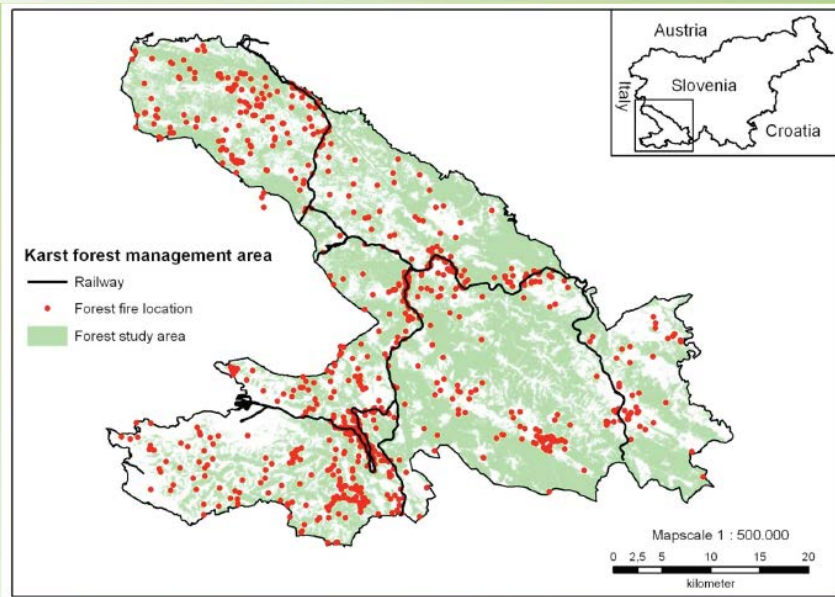 Austria
Slovenia
Italy
Croatia
Karst forest management area
Railway
Forest fire location
Forest study area
Mapscale 1 : 500.000
0 2,5 5 10 15 20
kilometer